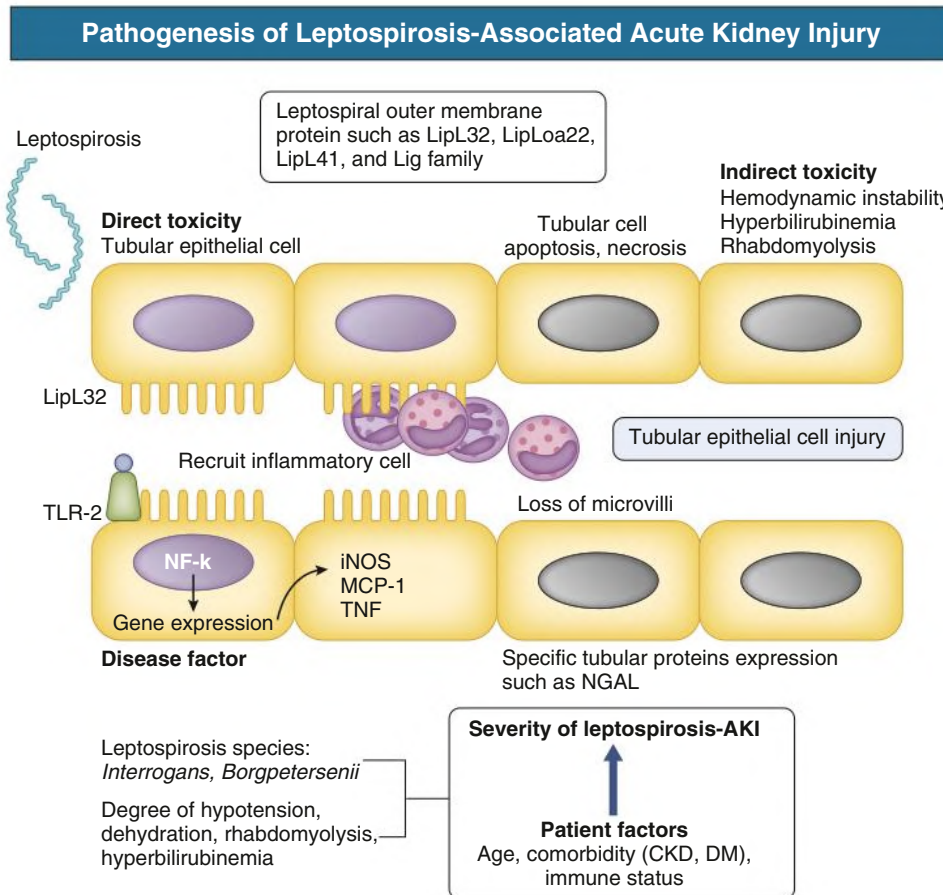 Pathogenesis of Leptospirosis-Associated Acute Kidney Injury
Leptospiral outer membrane
protein such as LipL32, LipLoa22,
LipL41, and Lig family
Leptospirosis
Direct toxicity
Tubular epithelial cell
Tubular cell
apoptosis, necrosis
Indirect toxicity
Hemodynamic instability
Hyperbilirubinemia
Rhabdomyolysis
LipL32
Recruit inflammatory cell
Tubular epithelial cell injury
TLR-2
Loss of microvilli
NF-k
Gene expression
iNOS
MCP-1
TNF
Disease factor
Specific tubular proteins expression
such as NGAL
Leptospirosis species:
Interrogans, Borgpetersenii
Degree of hypotension,
dehydration, rhabdomyolysis,
hyperbilirubinemia
Severity of leptospirosis-AKI
Patient factors
Age, comorbidity (CKD, DM),
immune status